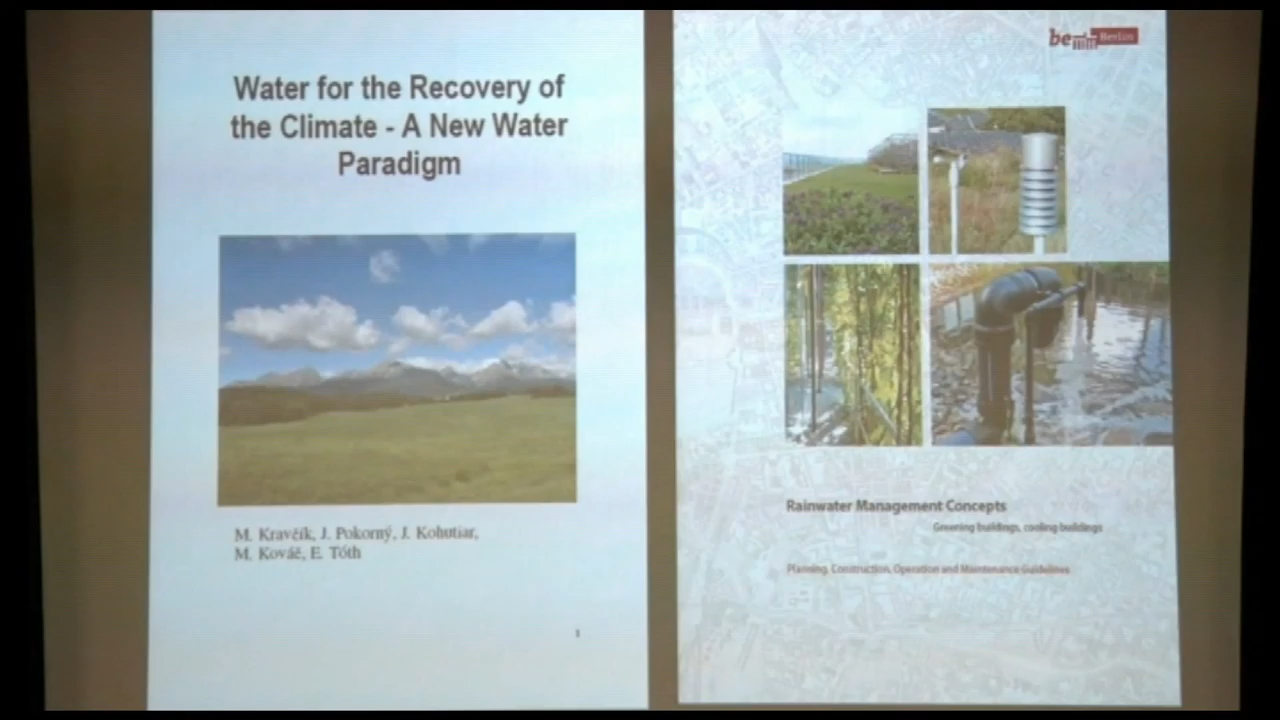 Water for the Recovery of
the Climate - A New Water
Paradigm
M. Kravčík, J. Pokorný, J. Kohutiar,
M. Kováč, E. Tóth
1
be Berlin
Rainwater Management Concepts
Greening buildings, cooling buildings
Planning, Construction, Operation and Maintenance Guidelines